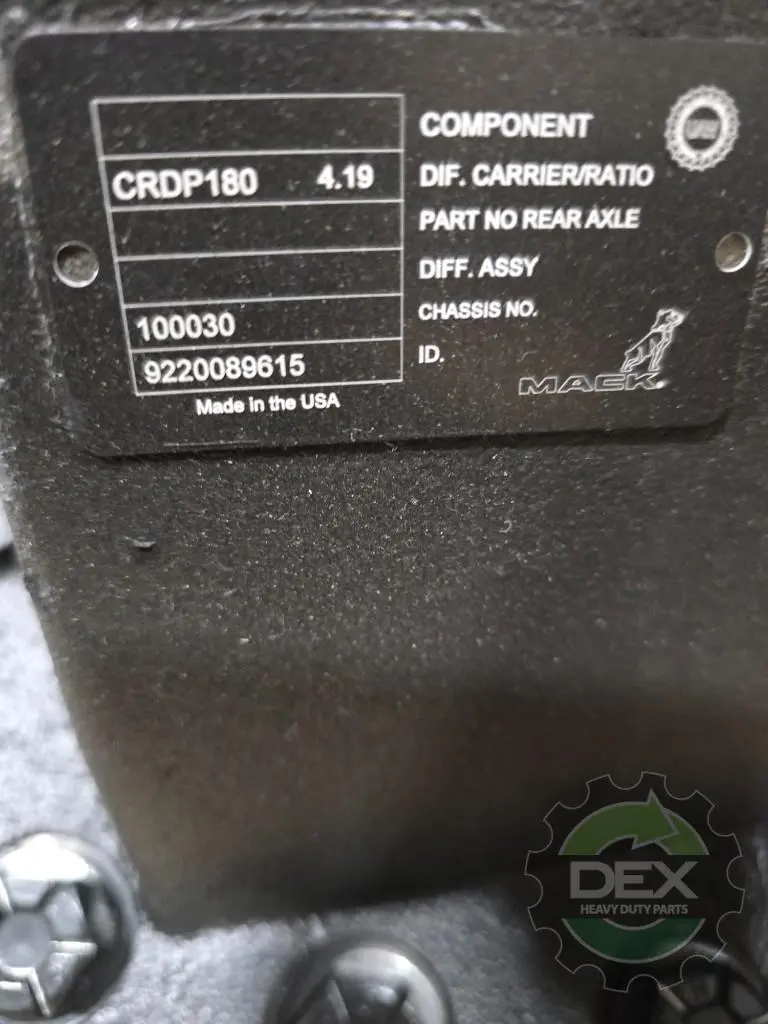 COMPONENT
CRDP180 4.19 DIF. CARRIER/RATIO
PART NO REAR AXLE
DIFF. ASSY
100030 CHASSIS NO.
9220089615 ID.
MACK
Made in the USA
DEX
HEAVY DUTY PARTS